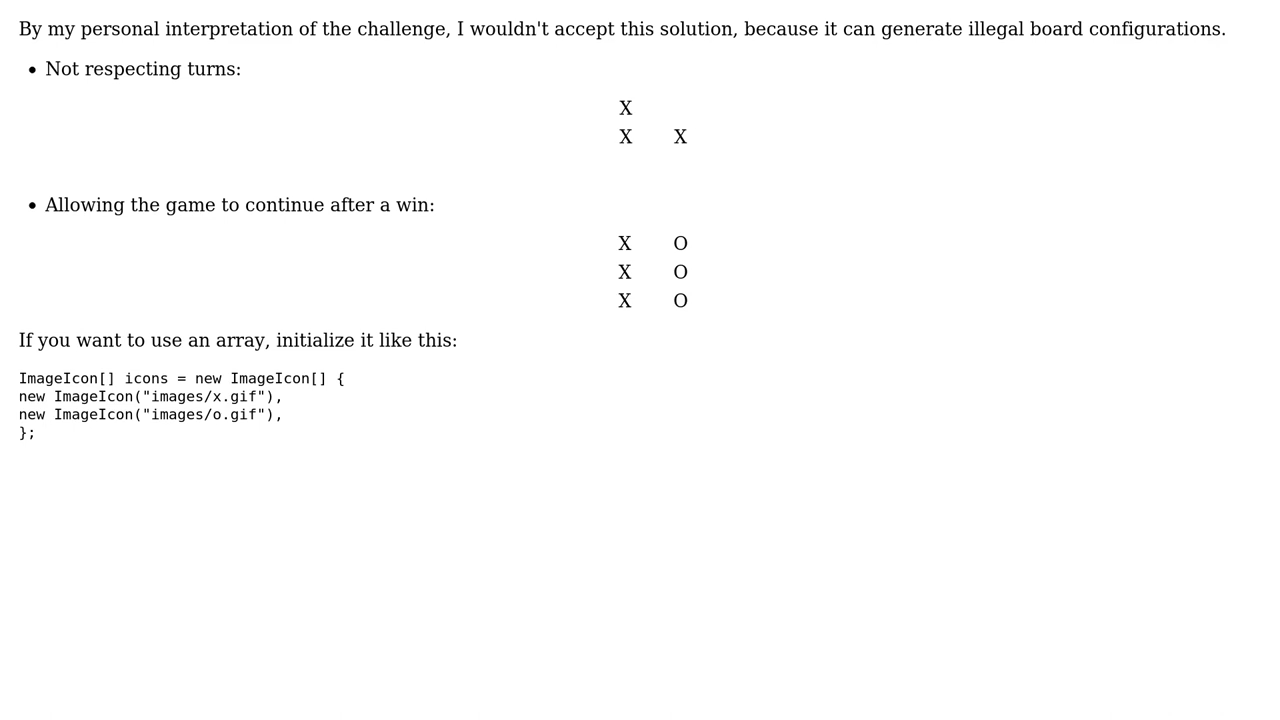 By my personal interpretation of the challenge, I wouldn't accept this solution, because it can generate illegal board configurations.
• Not respecting turns:
X
X X
• Allowing the game to continue after a win:
X O
X O
X O
If you want to use an array, initialize it like this:
ImageIcon[] icons = new ImageIcon[] {
new ImageIcon("images/x.gif"),
new ImageIcon("images/o.gif"),
};